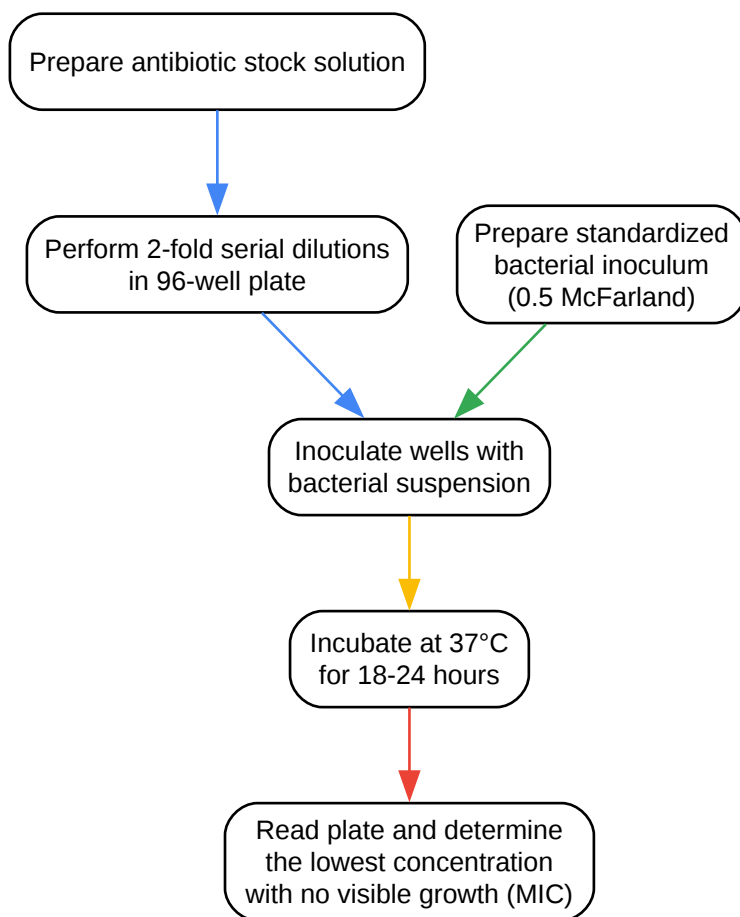 Prepare antibiotic stock solution
Perform 2-fold serial dilutions
in 96-well plate
Prepare standardized
bacterial inoculum
(0.5 McFarland)
Inoculate wells with
bacterial suspension
Incubate at 37°C
for 18-24 hours
Read plate and determine
the lowest concentration
with no visible growth (MIC)